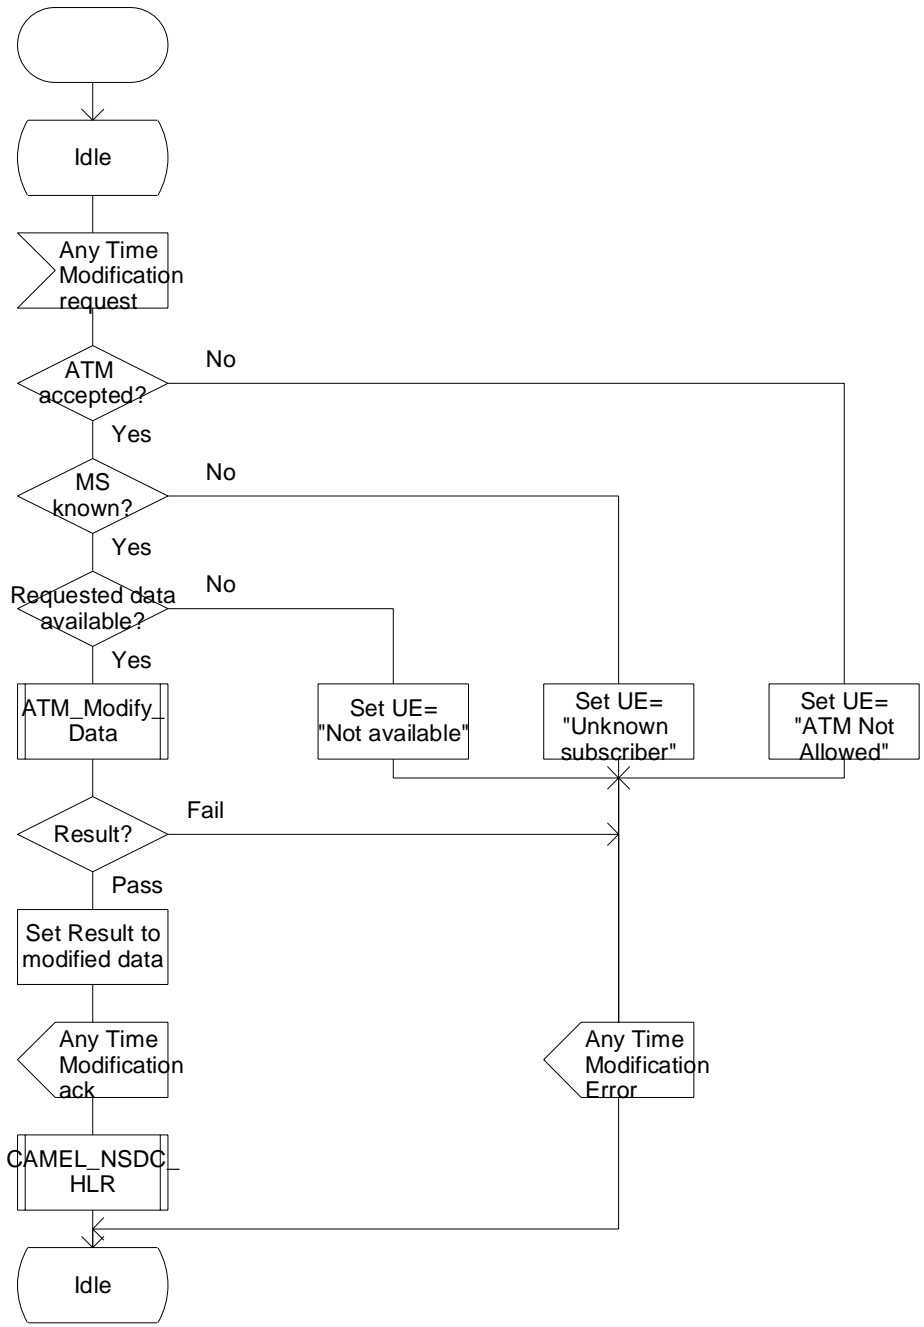 Idle
Any Time
Modification
request
ATM
accepted?
No
Yes
MS
known?
No
Yes
Requested data
available?
No
Yes
ATM_Modify_
Data
Set UE=
"Not available"
Set UE=
"Unknown
subscriber"
Set UE=
"ATM Not
Allowed"
Result?
Fail
Pass
Set Result to
modified data
Any Time
Modification
ack
Any Time
Modification
Error
CAMEL_NSDC_
HLR
Idle